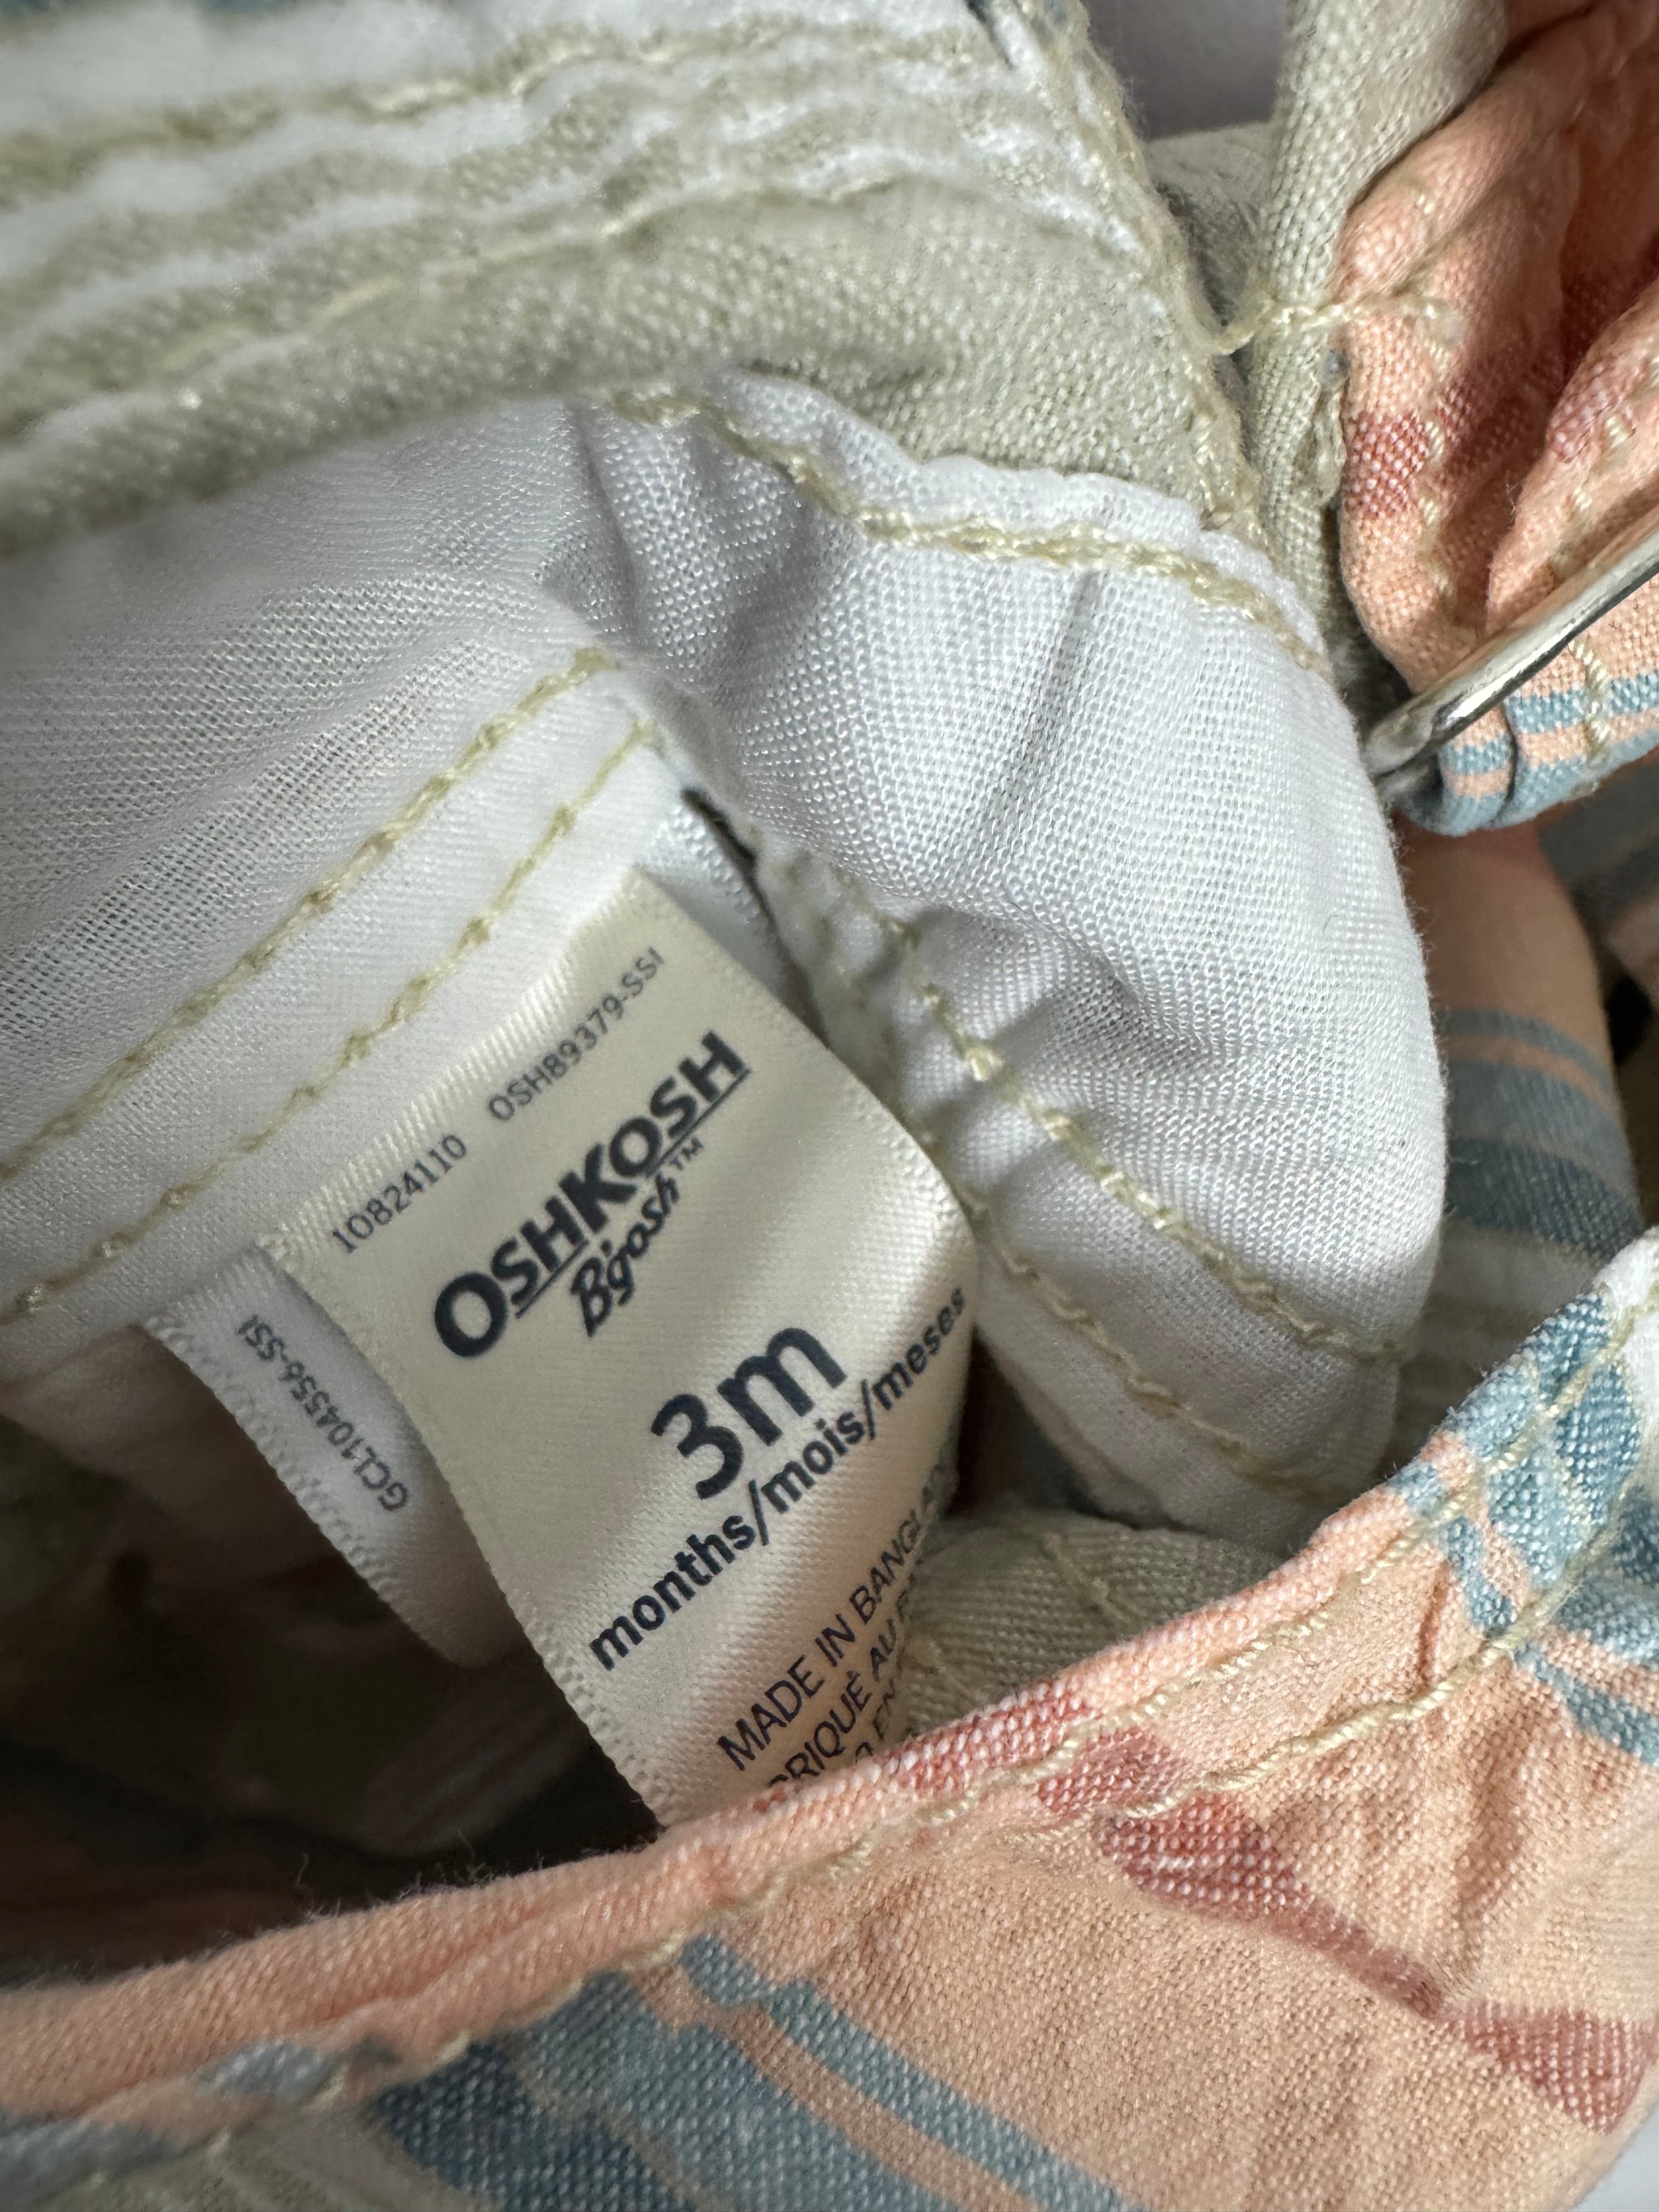 10824110 OSH89379-SSI
OSHKOSH
B'gosh™
3m
months/mois/meses
MADE IN BANGLA
GCL104556-SSI